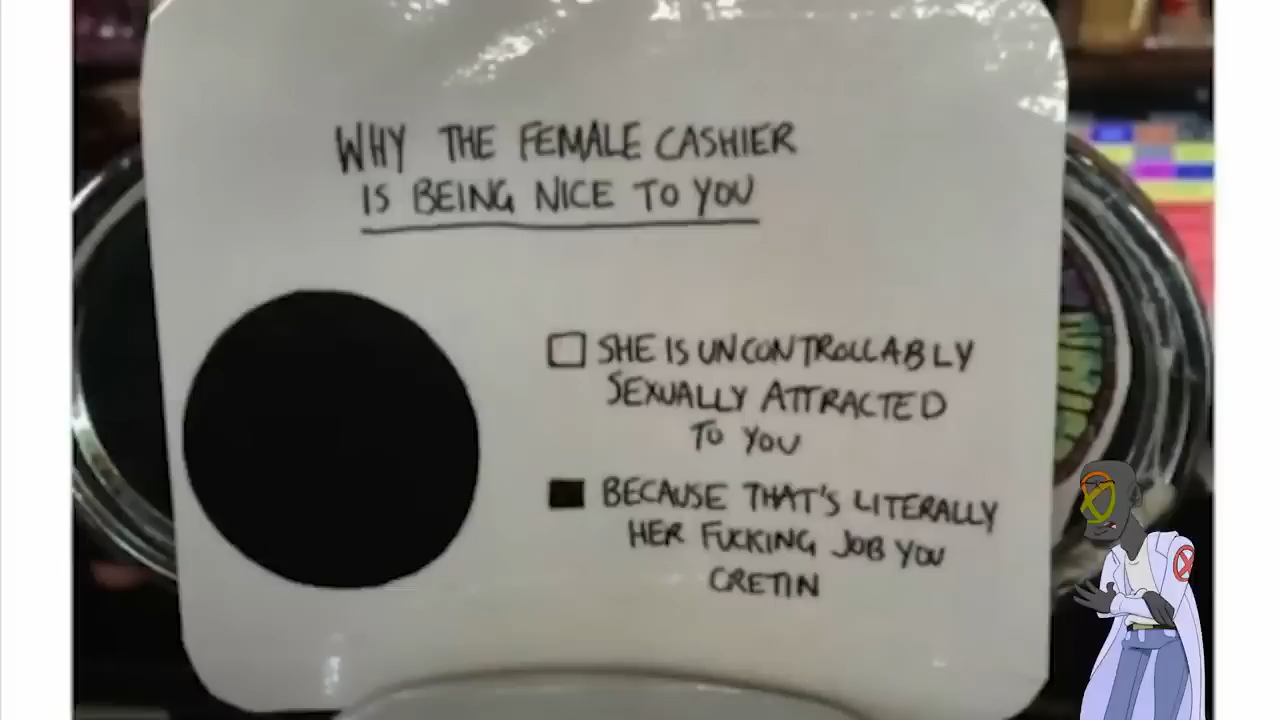 WHY THE FEMALE CASHIER
IS BEING NICE TO YOU
SHE IS UNCONTROLLABLY
SEXUALLY ATTRACTED
TO YOU
BECAUSE THAT'S LITERALLY
HER FUCKING JOB YOU
CRETIN